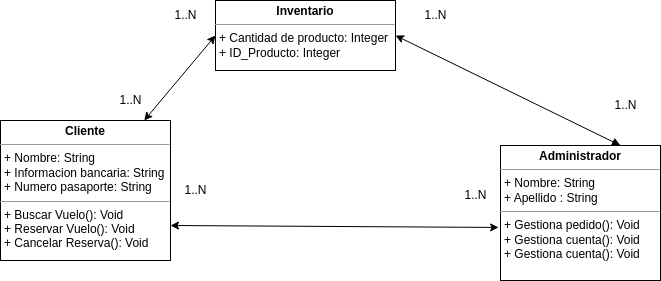 Inventario
+ Cantidad de producto: Integer
+ ID_Producto: Integer
1..N
1..N
1..N
1..N
Cliente
+ Nombre: String
+ Informacion bancaria: String
+ Numero pasaporte: String
+ Buscar Vuelo(): Void
+ Reservar Vuelo(): Void
+ Cancelar Reserva(): Void
1..N
1..N
Administrador
+ Nombre: String
+ Apellido : String
+ Gestiona pedido(): Void
+ Gestiona cuenta(): Void
+ Gestiona cuenta(): Void